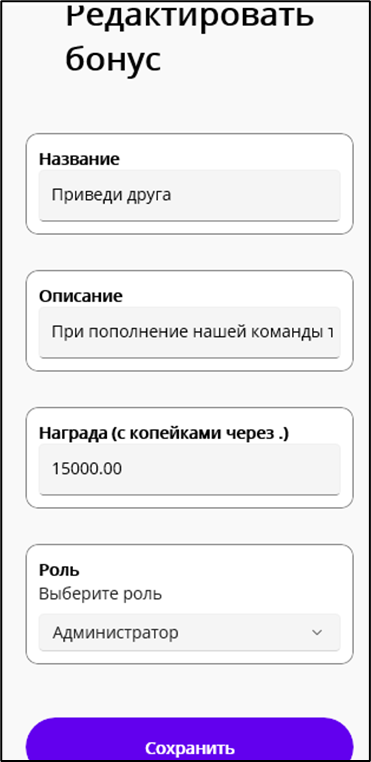 Редактировать
бонус
Название
Приведи друга
Описание
При пополнение нашей команды
Награда (с копейками через .)
15000.00
Роль
Выберите роль
Администратор
Сохранить